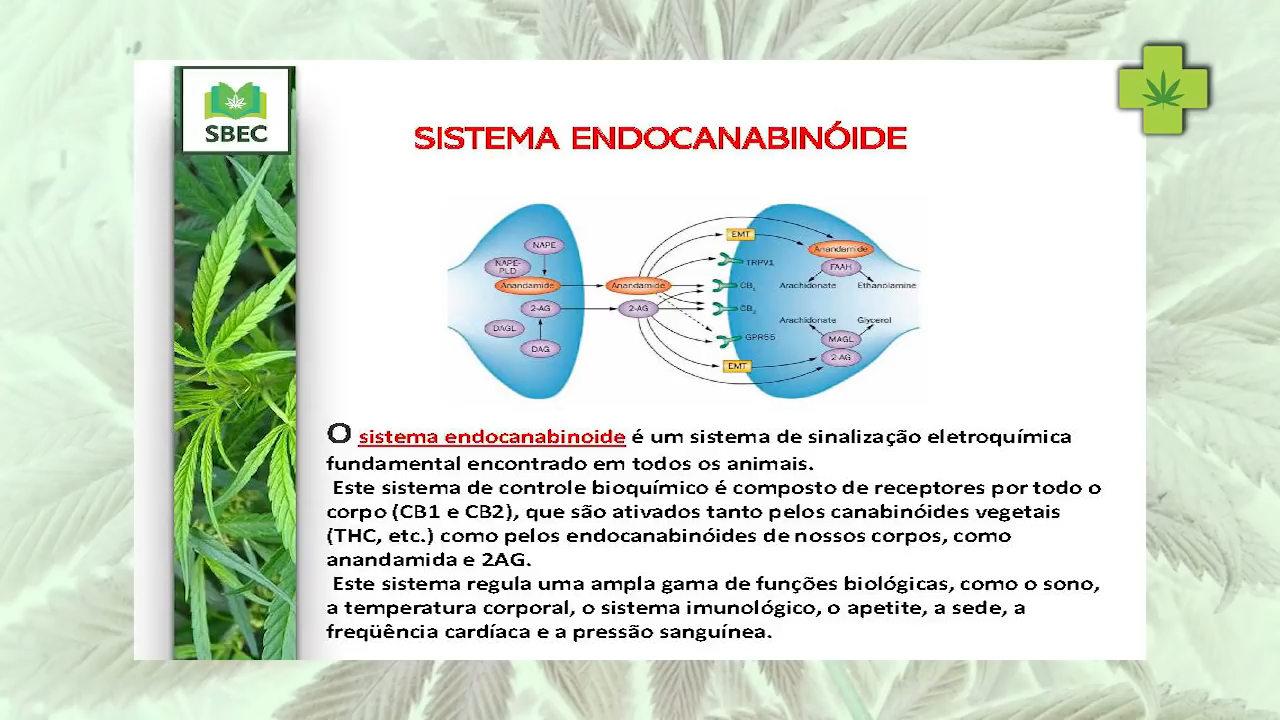 SBEC
SISTEMA ENDOCANABINÓIDE
NAPE
NAPE-
PLD
Anandamide
2-AG
DAGL
DAG
Anandamide
2-AG
EMT
TRPV1
CB1
CB2
GPR55
EMT
Anandamide
FAAH
Arachidonate Ethanolamine
Arachidonate Glycerol
MAGL
2-AG
O sistema endocanabinoide é um sistema de sinalização eletroquímica
fundamental encontrado em todos os animais.
Este sistema de controle bioquímico é composto de receptores por todo o
corpo (CB1 e CB2), que são ativados tanto pelos canabinóides vegetais
(THC, etc.) como pelos endocanabinóides de nossos corpos, como
anandamida e 2AG.
Este sistema regula uma ampla gama de funções biológicas, como o sono,
a temperatura corporal, o sistema imunológico, o apetite, a sede, a
freqüência cardíaca e a pressão sanguínea.